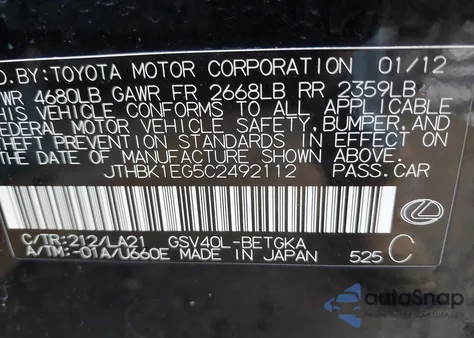 D. BY: TOYOTA MOTOR CORPORATION 01/12
WR 4680LB GAWR FR 2668LB RR 2359LB
THIS VEHICLE CONFORMS TO ALL APPLICABLE
FEDERAL MOTOR VEHICLE SAFETY, BUMPER, AND
THEFT PREVENTION STANDARDS IN EFFECT ON
THE DATE OF MANUFACTURE SHOWN ABOVE.
JTHBK1EG5C2492112 PASS. CAR
C/TR:212/LA21 GSV40L-BETGKA
A/TM:-01A/U660E MADE IN JAPAN 525 C
autoSnap